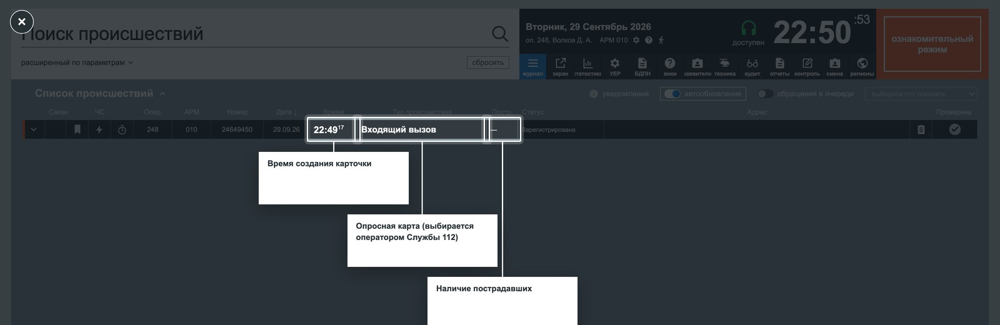 Поиск происшествий
расширенный по параметрам
сбросить
Вторник, 29 Сентябрь 2026
оп. 248, Волков Д. А. АРМ 010
доступен
22:50 :53
ознакомительный
режим
журнал экран статистика УЕР БДПН вики заявители техника аудит отчеты контроль смена регионы
Список происшествий
уведомления автообновление обращения в очереди выберите что показать
Связи ЧС Опер. АРМ Номер Дата ↓ Время Тип происшествия Постр. Статус Адрес Проверена
248 010 24649450 29.09.26 22:49 17 Входящий вызов — Зарегистрирована
Время создания карточки
Опросная карта (выбирается
оператором Службы 112)
Наличие пострадавших